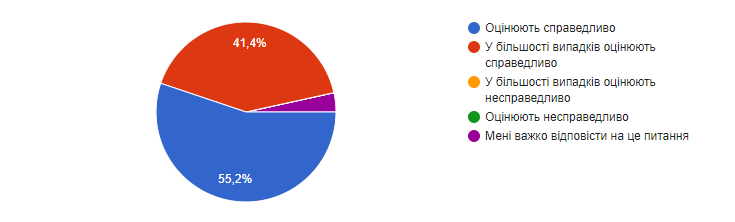 41,4%
55,2%
Оцінюють справедливо
У більшості випадків оцінюють
справедливо
У більшості випадків оцінюють
несправедливо
Оцінюють несправедливо
Мені важко відповісти на це питання